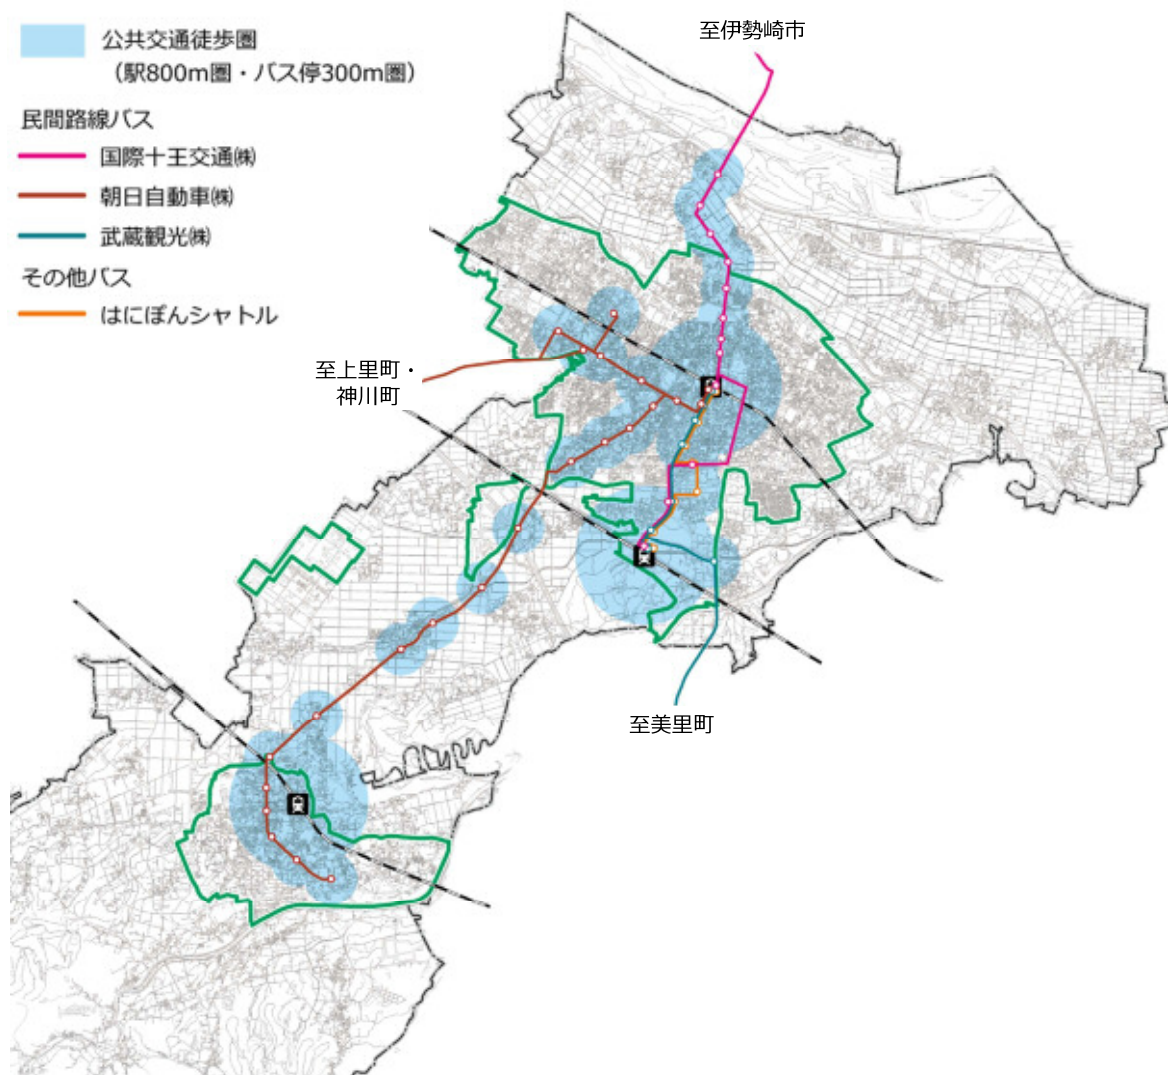 公共交通徒歩圏
（駅800m圏・バス停300m圏）
民間路線バス
国際十王交通㈱
朝日自動車㈱
武蔵観光㈱
その他バス
はにぽんシャトル
至伊勢崎市
至上里町・
神川町
至美里町